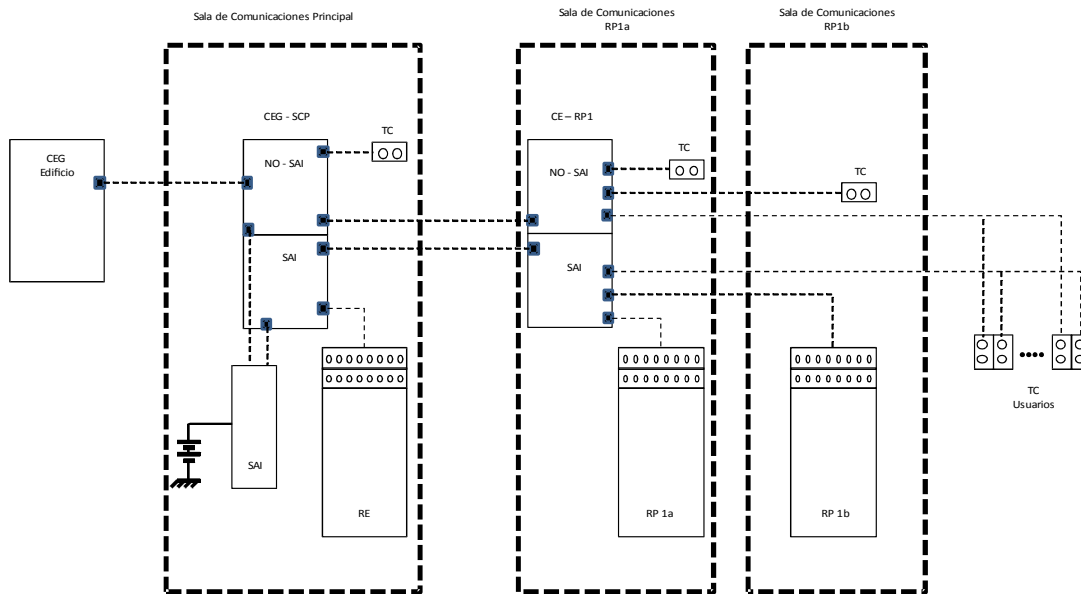 Sala de Comunicaciones Principal
Sala de Comunicaciones
RP1a
Sala de Comunicaciones
RP1b
CEG
Edificio
CEG - SCP
NO - SAI
SAI
TC
SAI
RE
CE – RP1
NO - SAI
SAI
TC
RP 1a
TC
RP 1b
TC
Usuarios